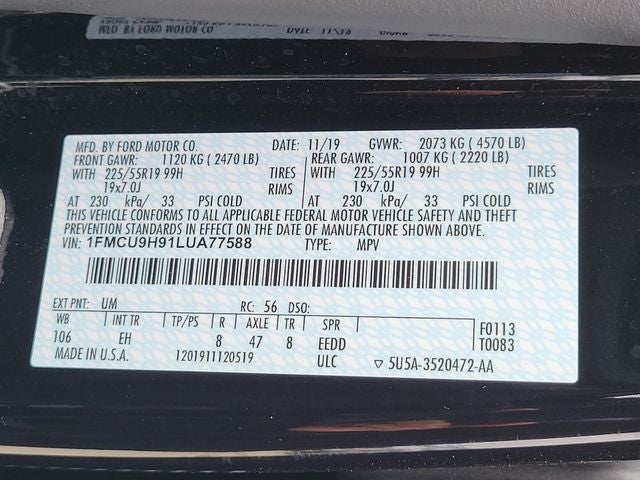 MFD. BY FORD MOTOR CO. DATE: 11/19 GVWR: 2073 KG ( 4570 LB)
FRONT GAWR: 1120 KG ( 2470 LB) REAR GAWR: 1007 KG ( 2220 LB)
WITH 225/55R19 99H TIRES WITH 225/55R19 99H TIRES
19x7.0J RIMS 19x7.0J RIMS
AT 230 kPa/ 33 PSI COLD AT 230 kPa/ 33 PSI COLD
THIS VEHICLE CONFORMS TO ALL APPLICABLE FEDERAL MOTOR VEHICLE SAFETY AND THEFT
PREVENTION STANDARDS IN EFFECT ON THE DATE OF MANUFACTURE SHOWN ABOVE.
VIN: 1FMCU9H91LUA77588 TYPE: MPV
EXT PNT: UM RC: 56 DSO:
WB INT TR TP/PS R AXLE TR SPR F0113
106 EH 8 47 8 EEDD T0083
MADE IN U.S.A. 1201911120519 ULC ▽ 5U5A-3520472-AA